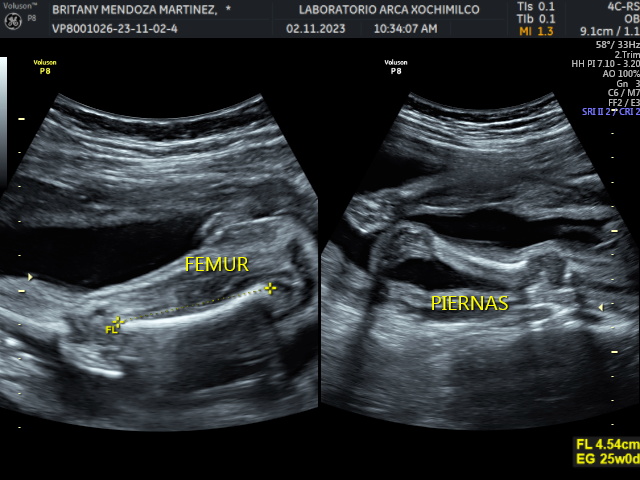 Voluson™
P8
BRITANY MENDOZA MARTINEZ, *
LABORATORIO ARCA XOCHIMILCO
TIs 0.1
4C-RS
VP8001026-23-11-02-4
02.11.2023
10:34:07 AM
TIb 0.1
OB
MI 1.3
9.1cm / 1.1
58°/ 33Hz
2.Trim
HH PI 7.10 - 3.20
AO 100%
Gn 3
C6 / M7
FF2 / E3
SRI II 2 / CRI 2
Voluson
P8
Voluson
P8
FEMUR
FL
PIERNAS
FL 4.54cm
EG 25w0d